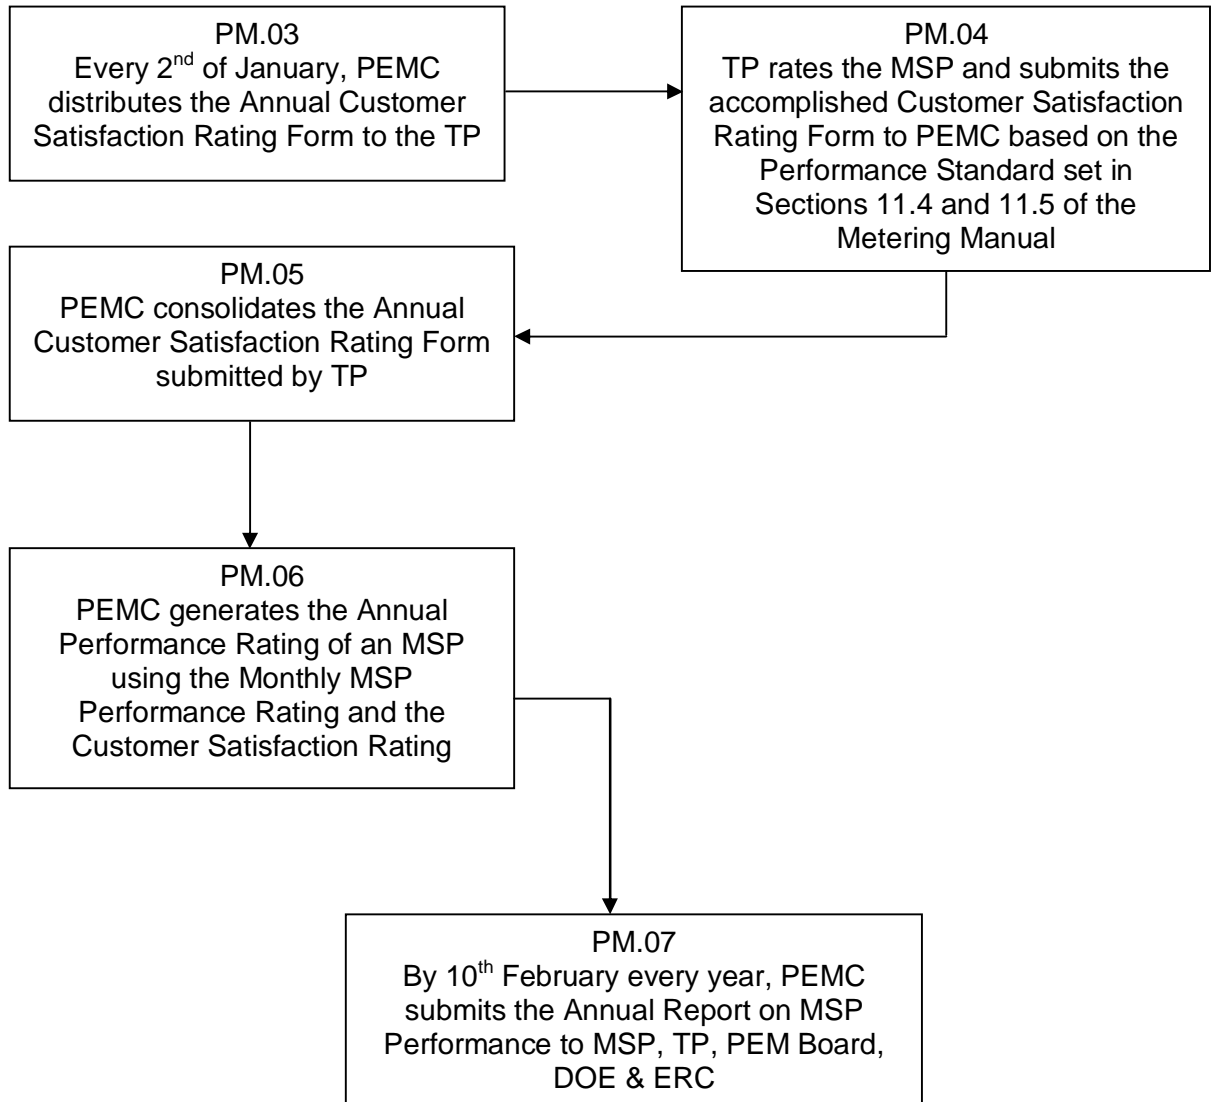 PM.03
Every 2nd of January, PEMC
distributes the Annual Customer
Satisfaction Rating Form to the TP
PM.04
TP rates the MSP and submits the
accomplished Customer Satisfaction
Rating Form to PEMC based on the
Performance Standard set in
Sections 11.4 and 11.5 of the
Metering Manual
PM.05
PEMC consolidates the Annual
Customer Satisfaction Rating Form
submitted by TP
PM.06
PEMC generates the Annual
Performance Rating of an MSP
using the Monthly MSP
Performance Rating and the
Customer Satisfaction Rating
PM.07
By 10th February every year, PEMC
submits the Annual Report on MSP
Performance to MSP, TP, PEM Board,
DOE & ERC